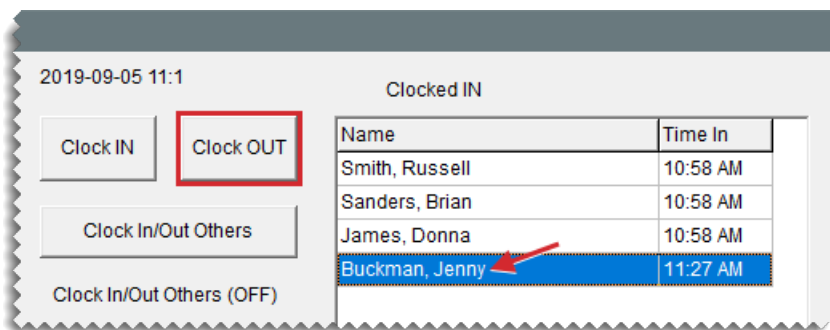 2019-09-05 11:1
Clocked IN
Clock IN
Clock OUT
Name Time In
Smith, Russell 10:58 AM
Sanders, Brian 10:58 AM
James, Donna 10:58 AM
Buckman, Jenny 11:27 AM
Clock In/Out Others
Clock In/Out Others (OFF)